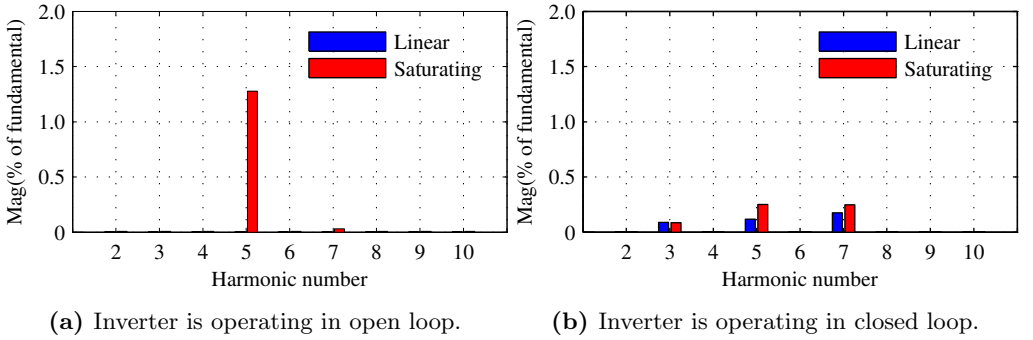 2.0
1.5
1.0
0.5
0
Mag(% of fundamental)
Linear
Saturating
2 3 4 5 6 7 8 9 10
Harmonic number
(a) Inverter is operating in open loop.
2.0
1.5
1.0
0.5
0
Mag(% of fundamental)
Linear
Saturating
2 3 4 5 6 7 8 9 10
Harmonic number
(b) Inverter is operating in closed loop.